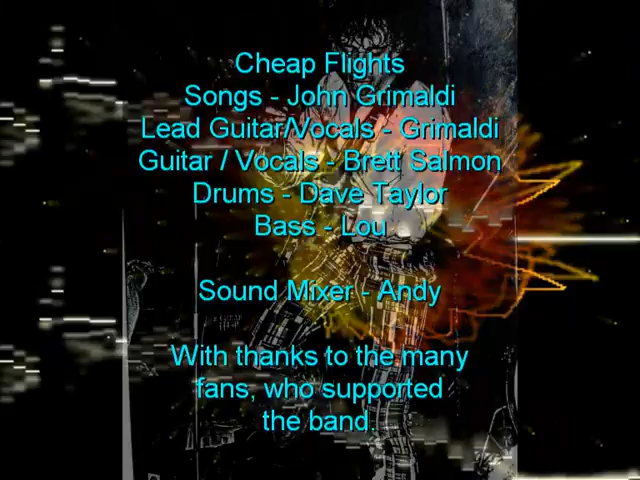 Cheap Flights
Songs - John Grimaldi
Lead Guitar/Vocals - Grimaldi
Guitar / Vocals - Brett Salmon
Drums - Dave Taylor
Bass - Lou
Sound Mixer - Andy
With thanks to the many
fans, who supported
the band.